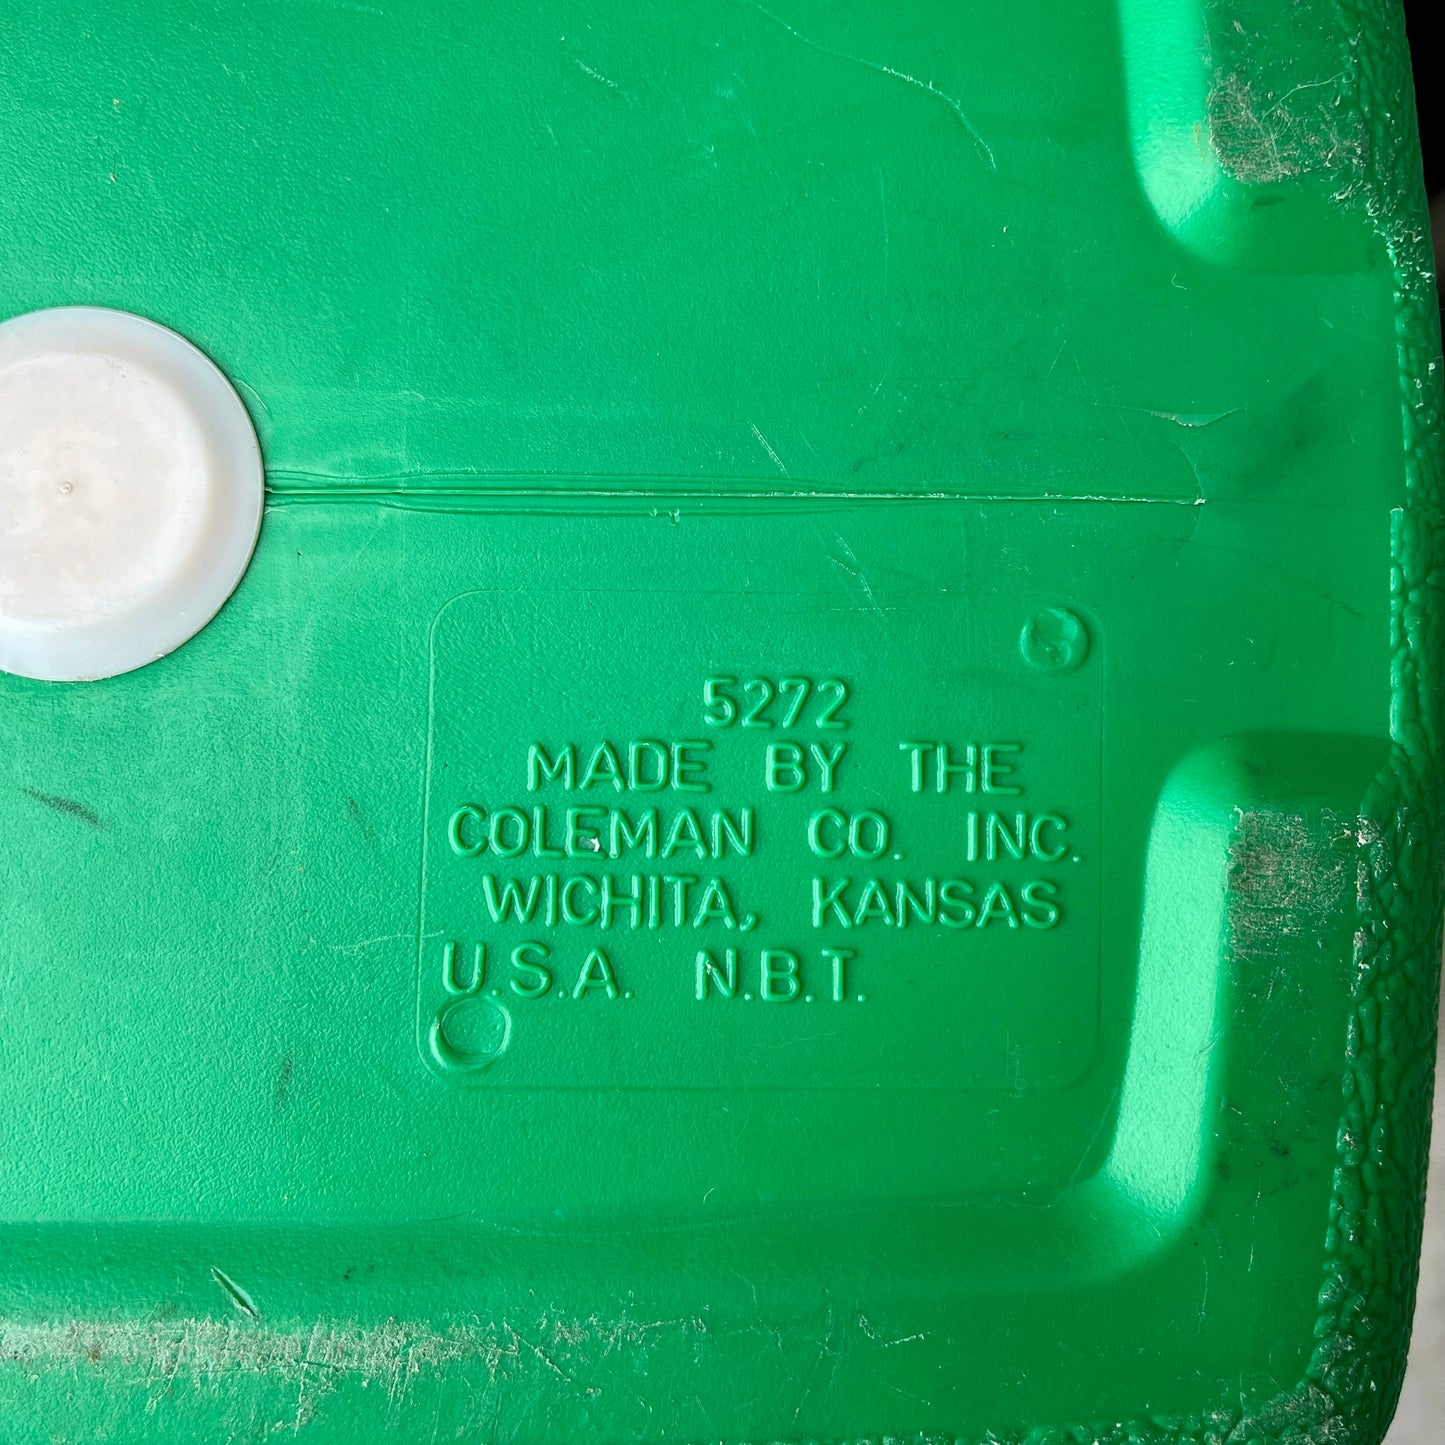 5272
MADE BY THE
COLEMAN CO. INC.
WICHITA, KANSAS
U.S.A. N.B.T.